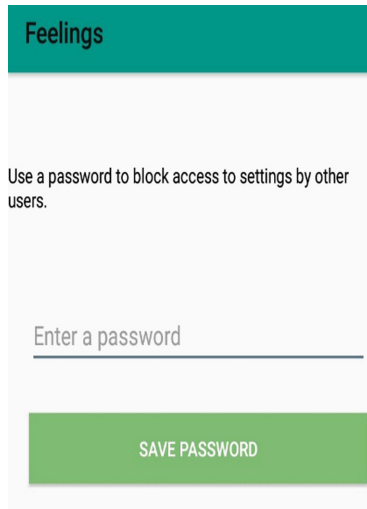 Feelings
Use a password to block access to settings by other
users.
Enter a password
SAVE PASSWORD